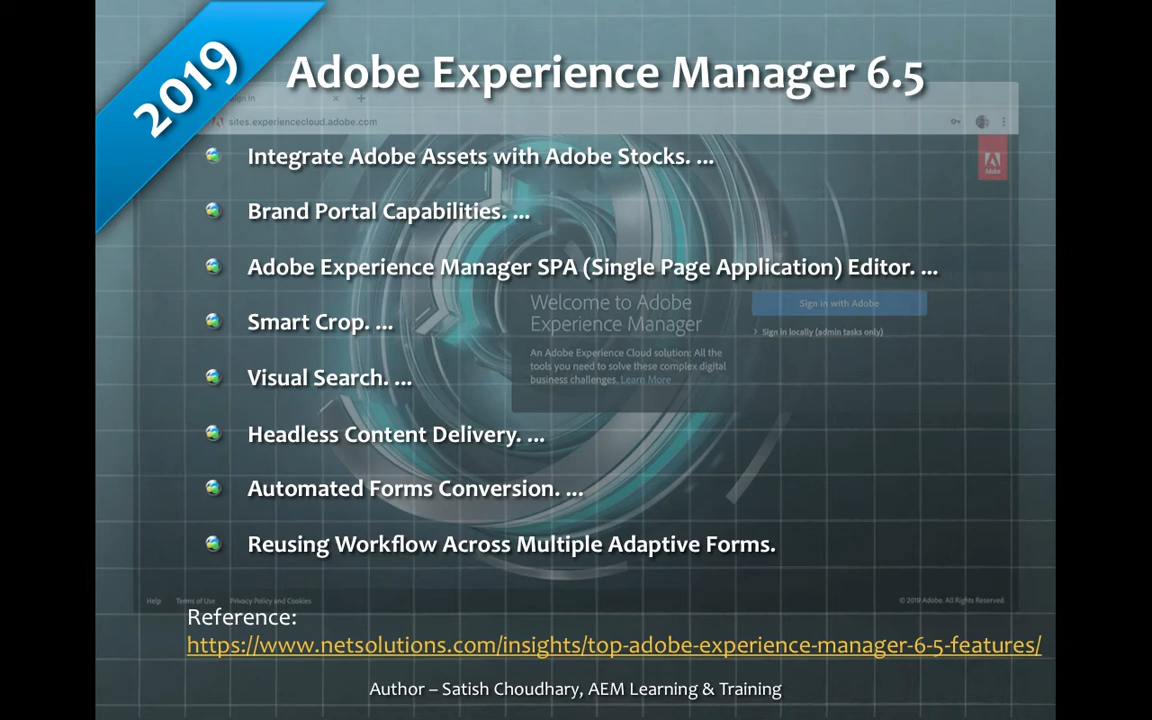 2019
Adobe Experience Manager 6.5
sign in
sites.experiencecloud.adobe.com
Integrate Adobe Assets with Adobe Stocks. ...
Adobe
Brand Portal Capabilities. ...
Adobe Experience Manager SPA (Single Page Application) Editor. ...
Welcome to Adobe
Experience Manager
Sign in with Adobe
Sign in locally (admin tasks only)
Smart Crop. ...
An Adobe Experience Cloud solution: All the
tools you need to solve these complex digital
business challenges. Learn More
Visual Search. ...
Headless Content Delivery. ...
Automated Forms Conversion. ...
Reusing Workflow Across Multiple Adaptive Forms.
Help Terms of Use Privacy Policy and Cookies
© 2019 Adobe. All Rights Reserved.
Reference:
https://www.netsolutions.com/insights/top-adobe-experience-manager-6-5-features/
Author – Satish Choudhary, AEM Learning & Training